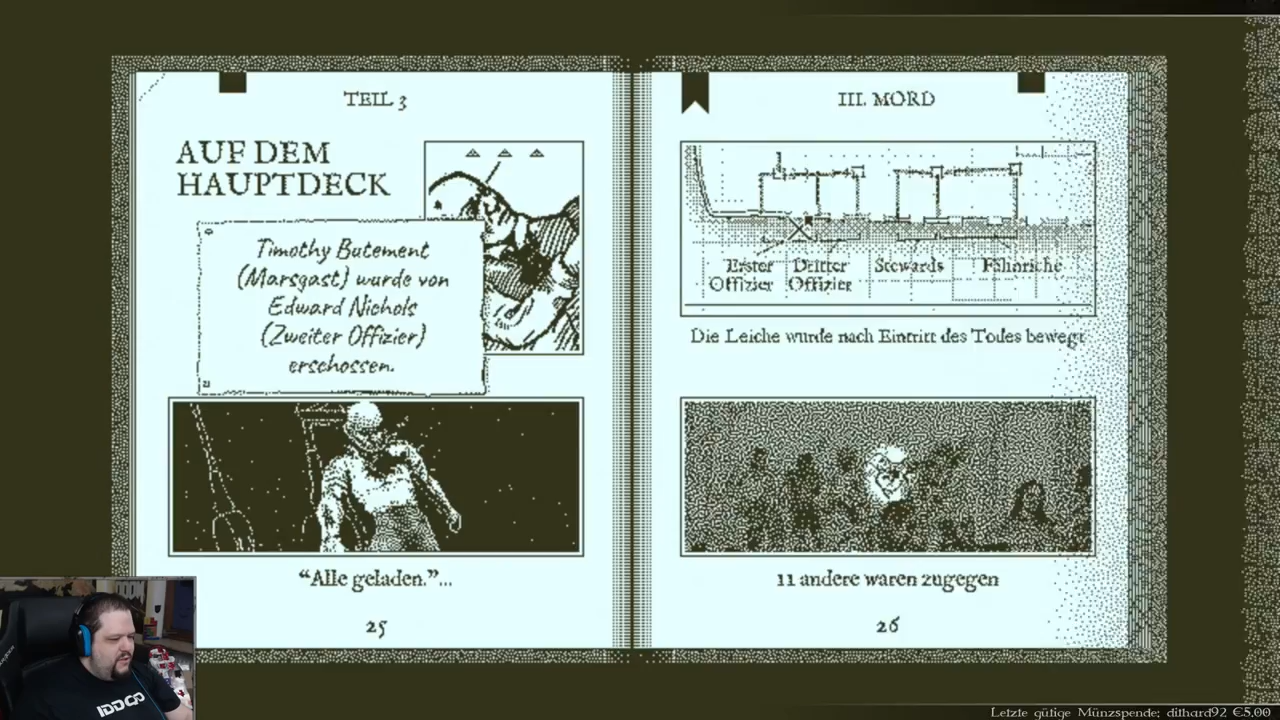 TEIL 3
AUF DEM
HAUPTDECK
Timothy Butement
(Marsgast) wurde von
Edward Nichols
(Zweiter Offizier)
erschossen.
“Alle geladen.”...
25
III. MORD
Erster
Offizier
Dritter
Offizier
Stewards
Fähnriche
Die Leiche wurde nach Eintritt des Todes bewegt
11 andere waren zugegen
26
IDDQD
Letzte gütige Münzspende: dithard92 €5.00